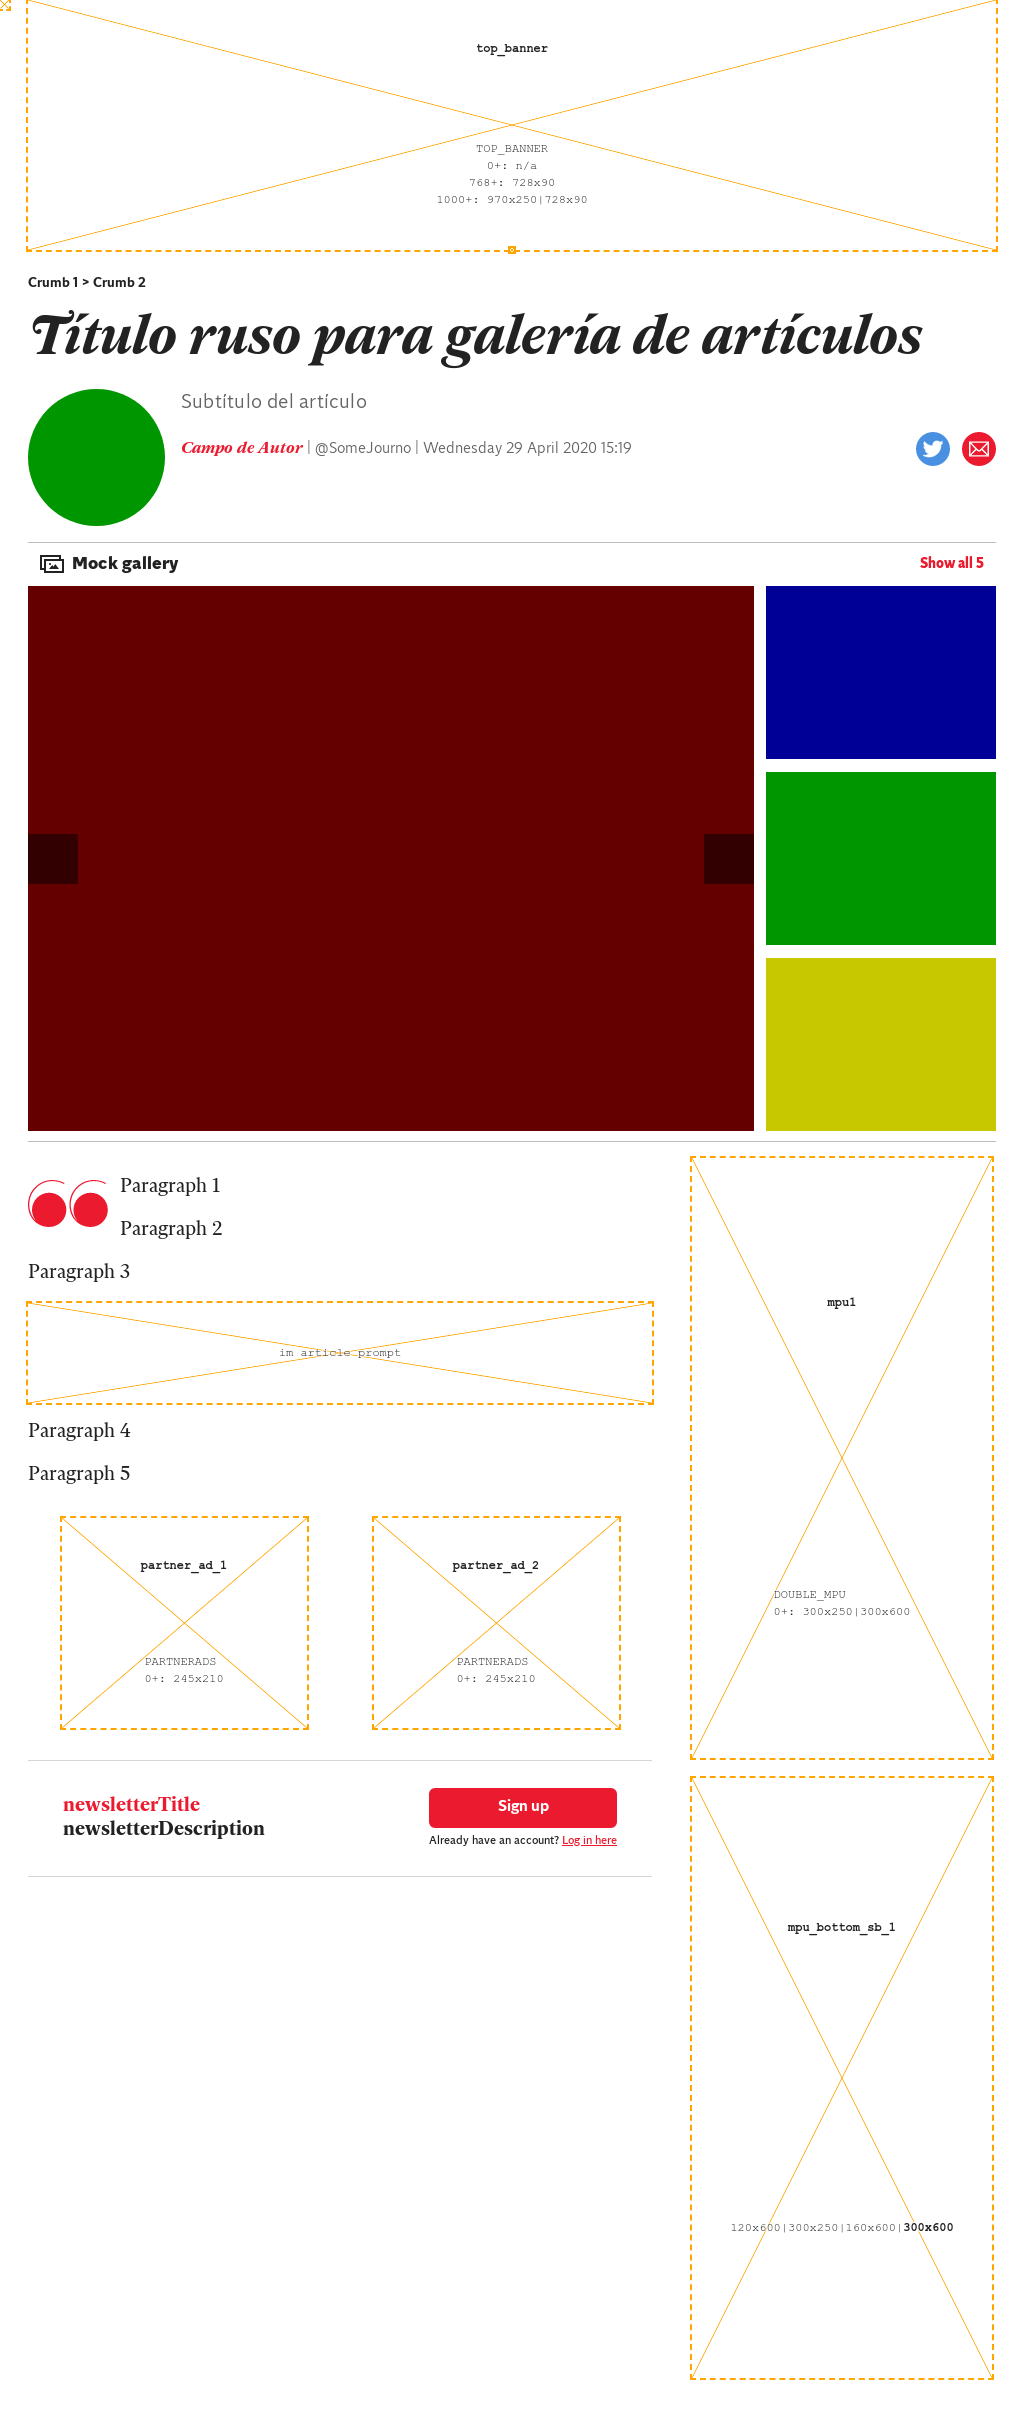 top_banner
TOP_BANNER
0+: n/a
768+: 728x90
1000+: 970x250|728x90
Crumb 1 > Crumb 2
Título ruso para galería de artículos
Subtítulo del artículo
Campo de Autor | @SomeJourno | Wednesday 29 April 2020 15:19
Mock gallery
Show all 5
Paragraph 1
Paragraph 2
Paragraph 3
im article prompt
Paragraph 4
Paragraph 5
partner_ad_1
PARTNERADS
0+: 245x210
partner_ad_2
PARTNERADS
0+: 245x210
newsletterTitle
newsletterDescription
Sign up
Already have an account? Log in here
mpu1
DOUBLE_MPU
0+: 300x250|300x600
mpu_bottom_sb_1
120x600|300x250|160x600|300x600